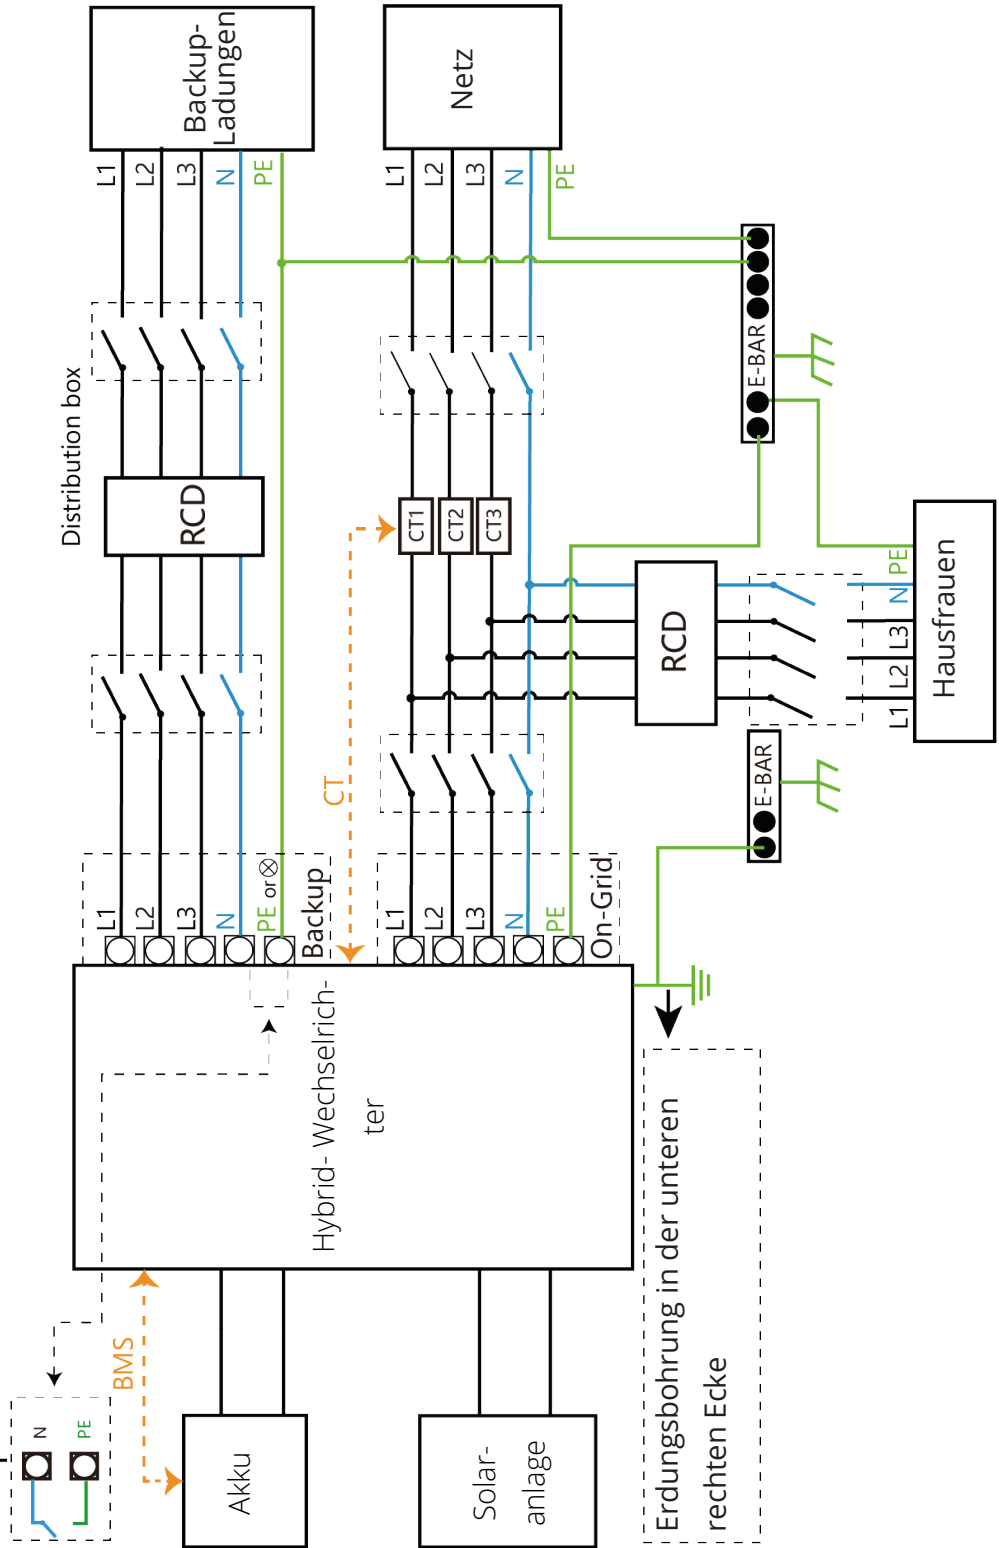 Backup-
Ladungen
Netz
L1
L2
L3
N
PE
L1
L2
L3
N
PE
Distribution box
RCD
E-BAR
CT1
CT2
CT3
CT
RCD
PE
N
L3
L2
L1
Hausfrauen
E-BAR
L1
L2
L3
N
PE or
Backup
L1
L2
L3
N
PE
On-Grid
Hybrid- Wechselrich-
ter
BMS
N
PE
Akku
Solar-
anlage
Erdungsbohrung in der unteren
rechten Ecke